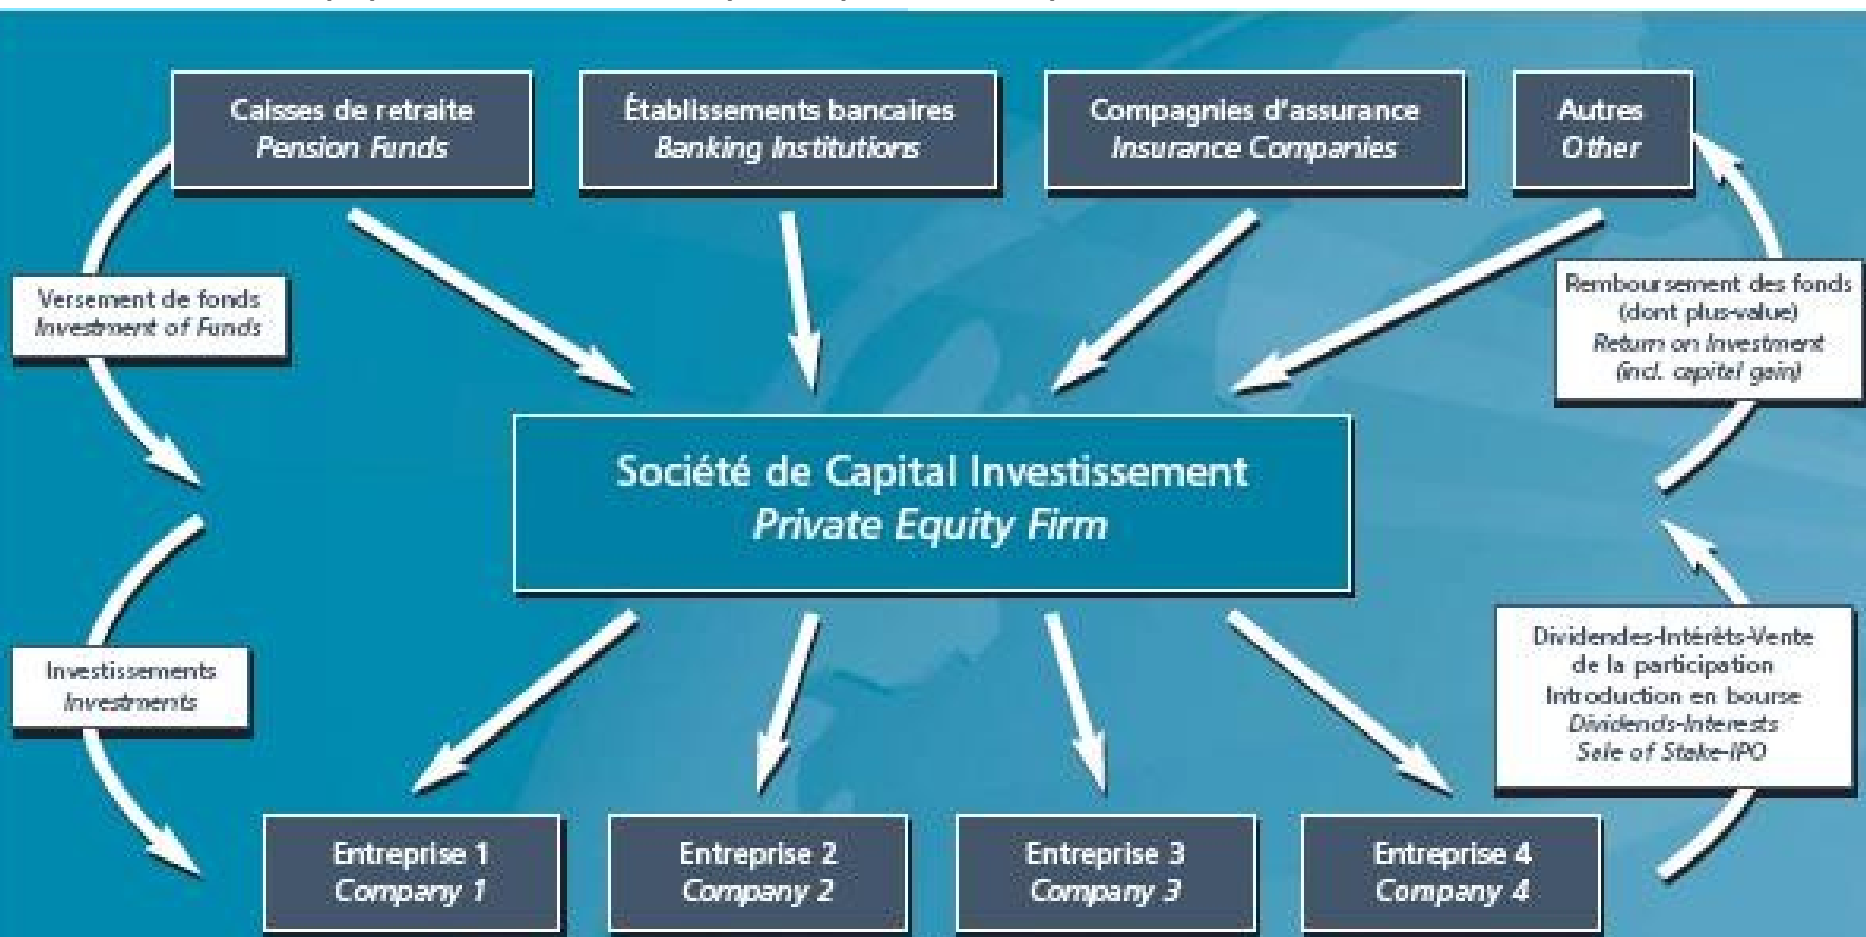 Caisses de retraite
Pension Funds
Établissements bancaires
Banking Institutions
Compagnies d'assurance
Insurance Companies
Autres
Other
Versement de fonds
Investment of Funds
Remboursement des fonds
(dont plus-value)
Return on Investment
(incl. capital gain)
Société de Capital Investissement
Private Equity Firm
Investissements
Investments
Dividendes-Intérêts-Vente
de la participation
Introduction en bourse
Dividends-Interests
Sale of Stake-IPO
Entreprise 1
Company 1
Entreprise 2
Company 2
Entreprise 3
Company 3
Entreprise 4
Company 4